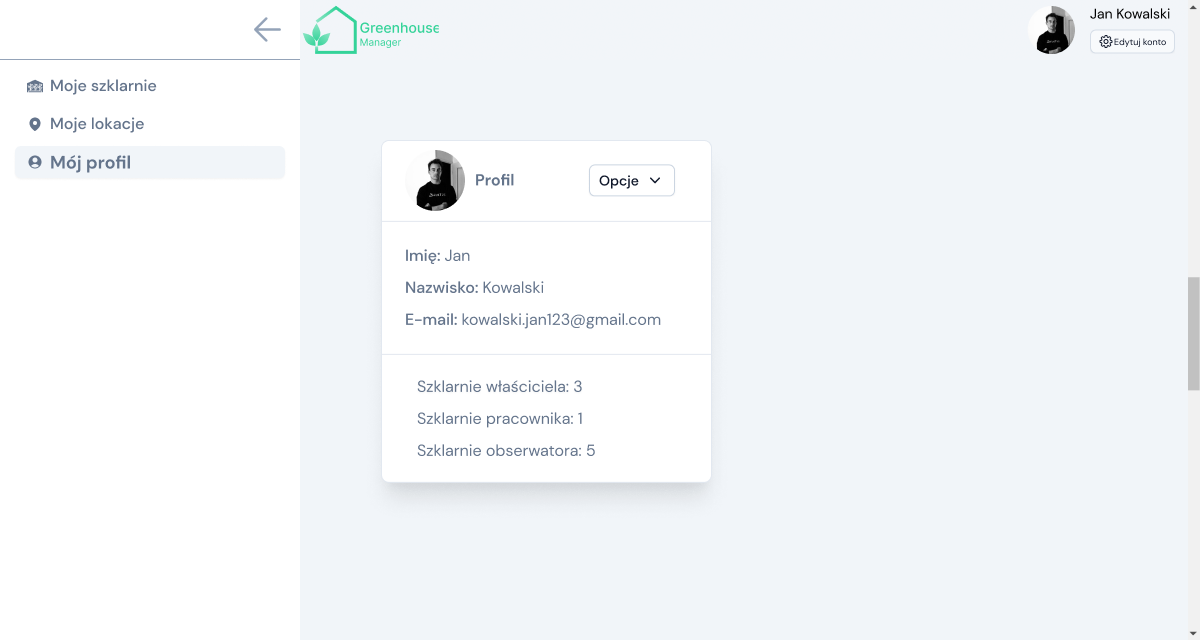 Greenhouse
Manager
Jan Kowalski
Edytuj konto
Moje szklarnie
Moje lokacje
Mój profil
Profil
Opcje
Imię: Jan
Nazwisko: Kowalski
E-mail: kowalski.jan123@gmail.com
Szklarnie właściciela: 3
Szklarnie pracownika: 1
Szklarnie obserwatora: 5